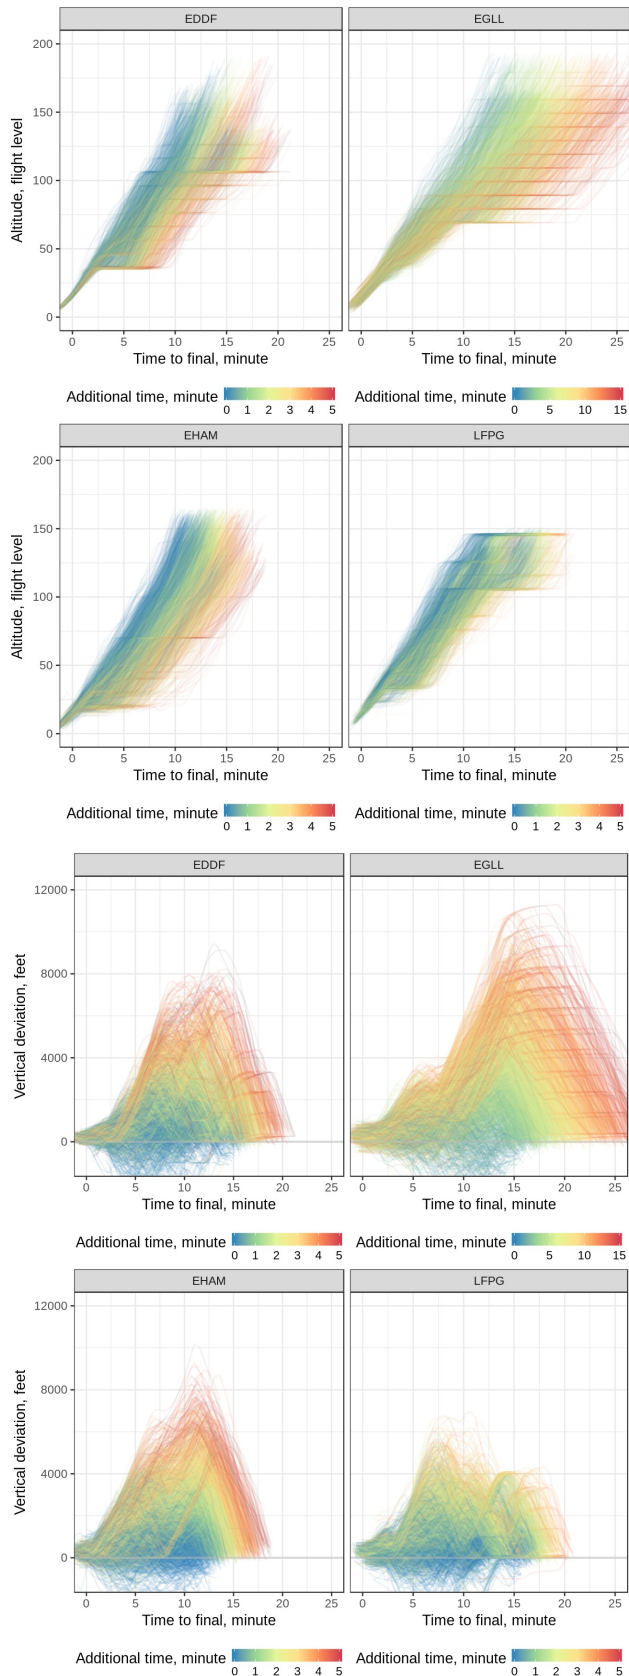 EDDF EGLL
200
150
100
50
0
Altitude, flight level
0 5 10 15 20 25 0 5 10 15 20 25
Time to final, minute Time to final, minute
Additional time, minute 0 1 2 3 4 5 Additional time, minute 0 5 10 15
EHAM LFPG
200
150
100
50
0
Altitude, flight level
0 5 10 15 20 25 0 5 10 15 20 25
Time to final, minute Time to final, minute
Additional time, minute 0 1 2 3 4 5 Additional time, minute 0 1 2 3 4 5
EDDF EGLL
12000
8000
4000
0
Vertical deviation, feet
0 5 10 15 20 25 0 5 10 15 20 25
Time to final, minute Time to final, minute
Additional time, minute 0 1 2 3 4 5 Additional time, minute 0 5 10 15
EHAM LFPG
12000
8000
4000
0
Vertical deviation, feet
0 5 10 15 20 25 0 5 10 15 20 25
Time to final, minute Time to final, minute
Additional time, minute 0 1 2 3 4 5 Additional time, minute 0 1 2 3 4 5